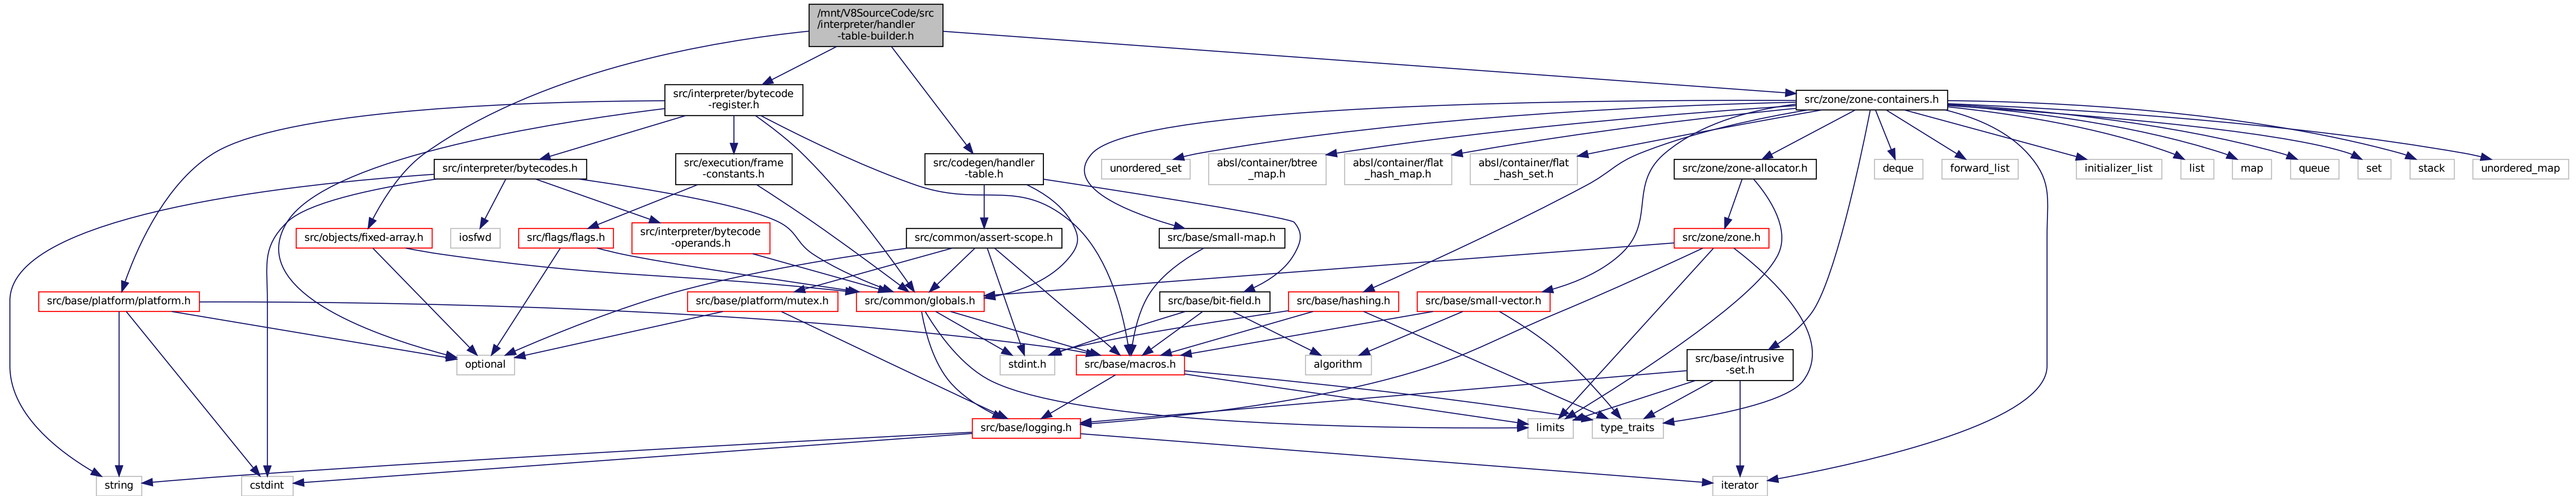 /mnt/V8SourceCode/src
/interpreter/handler
-table-builder.h
src/interpreter/bytecode
-register.h
src/zone/zone-containers.h
src/interpreter/bytecodes.h
src/execution/frame
-constants.h
src/codegen/handler
-table.h
unordered_set
absl/container/btree
_map.h
absl/container/flat
_hash_map.h
absl/container/flat
_hash_set.h
src/zone/zone-allocator.h
deque
forward_list
initializer_list
list
map
queue
set
stack
unordered_map
src/objects/fixed-array.h
iosfwd
src/flags/flags.h
src/interpreter/bytecode
-operands.h
src/common/assert-scope.h
src/base/small-map.h
src/zone/zone.h
src/base/platform/platform.h
src/base/platform/mutex.h
src/common/globals.h
src/base/bit-field.h
src/base/hashing.h
src/base/small-vector.h
optional
stdint.h
src/base/macros.h
algorithm
src/base/intrusive
-set.h
src/base/logging.h
limits
type_traits
string
cstdint
iterator